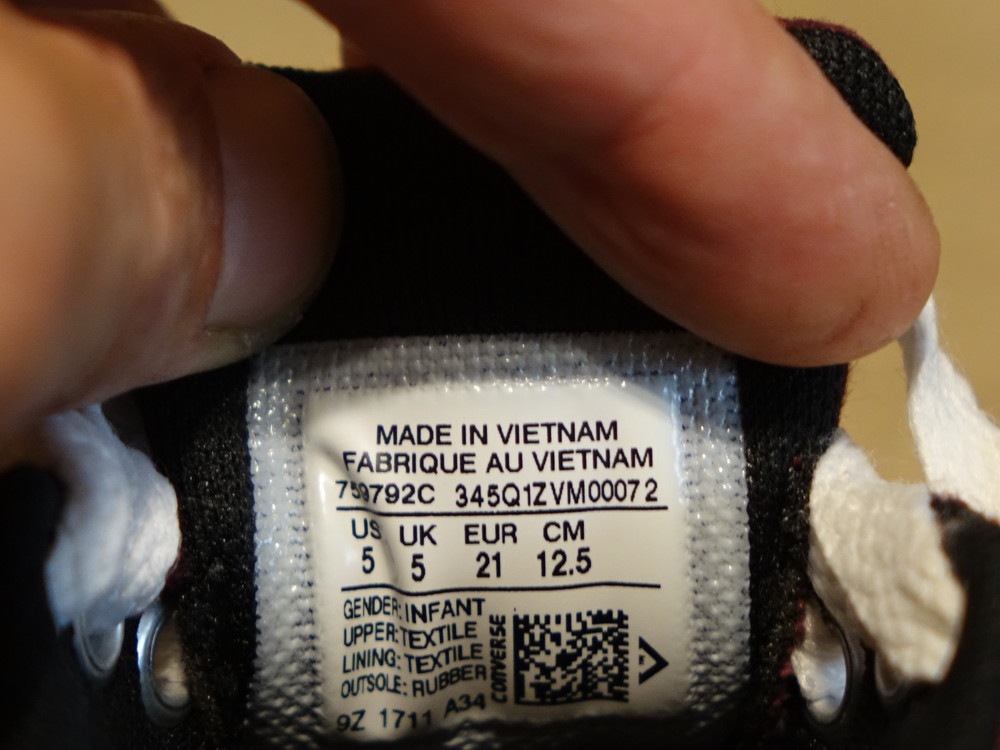 MADE IN VIETNAM
FABRIQUE AU VIETNAM
759792C 345Q1ZVM00072
US UK EUR CM
5 5 21 12.5
GENDER: INFANT
UPPER: TEXTILE
LINING: TEXTILE
OUTSOLE: RUBBER
CONVERSE
9Z 1711 A34